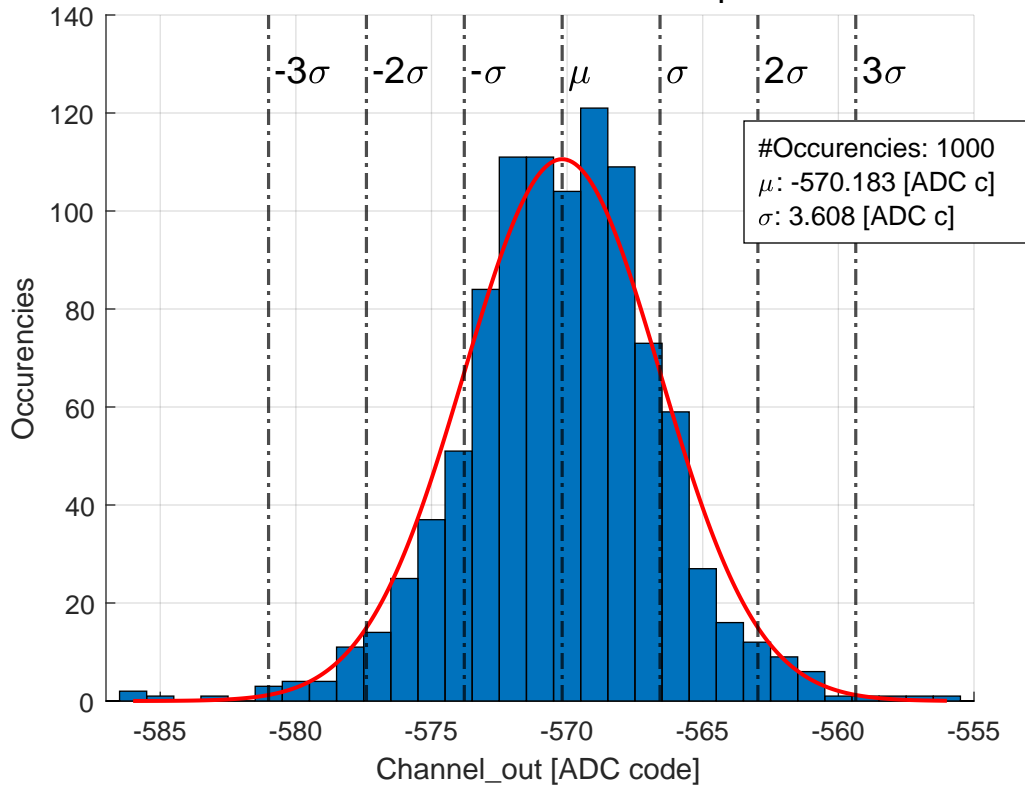 140
120
100
80
60
40
20
0
-3σ -2σ -σ μ σ 2σ 3σ
#Occurencies: 1000
μ: -570.183 [ADC c]
σ: 3.608 [ADC c]
Occurencies
-585 -580 -575 -570 -565 -560 -555
Channel_out [ADC code]